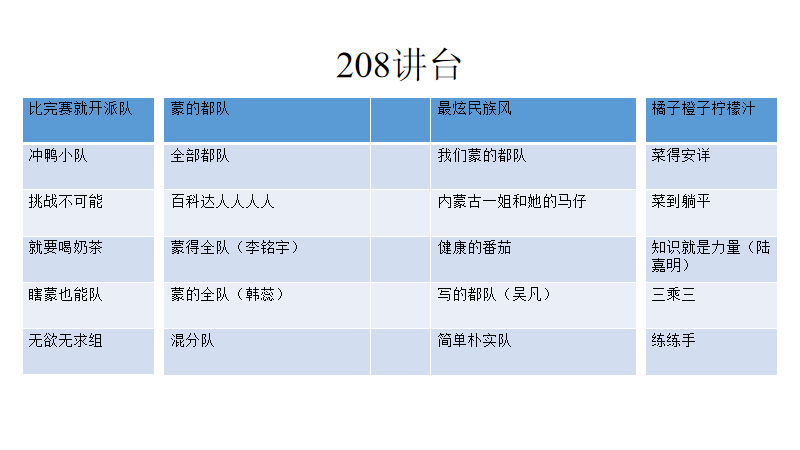 208讲台
比完赛就开派队 蒙的都队 最炫民族风 橘子橙子柠檬汁
冲鸭小队 全部都队 我们蒙的都队 菜得安详
挑战不可能 百科达人人人人 内蒙古一姐和她的马仔 菜到躺平
就要喝奶茶 蒙得全队（李铭宇） 健康的番茄 知识就是力量（陆
嘉明）
瞎蒙也能队 蒙的全队（韩蕊） 写的都队（吴凡） 三乘三
无欲无求组 混分队 简单朴实队 练练手